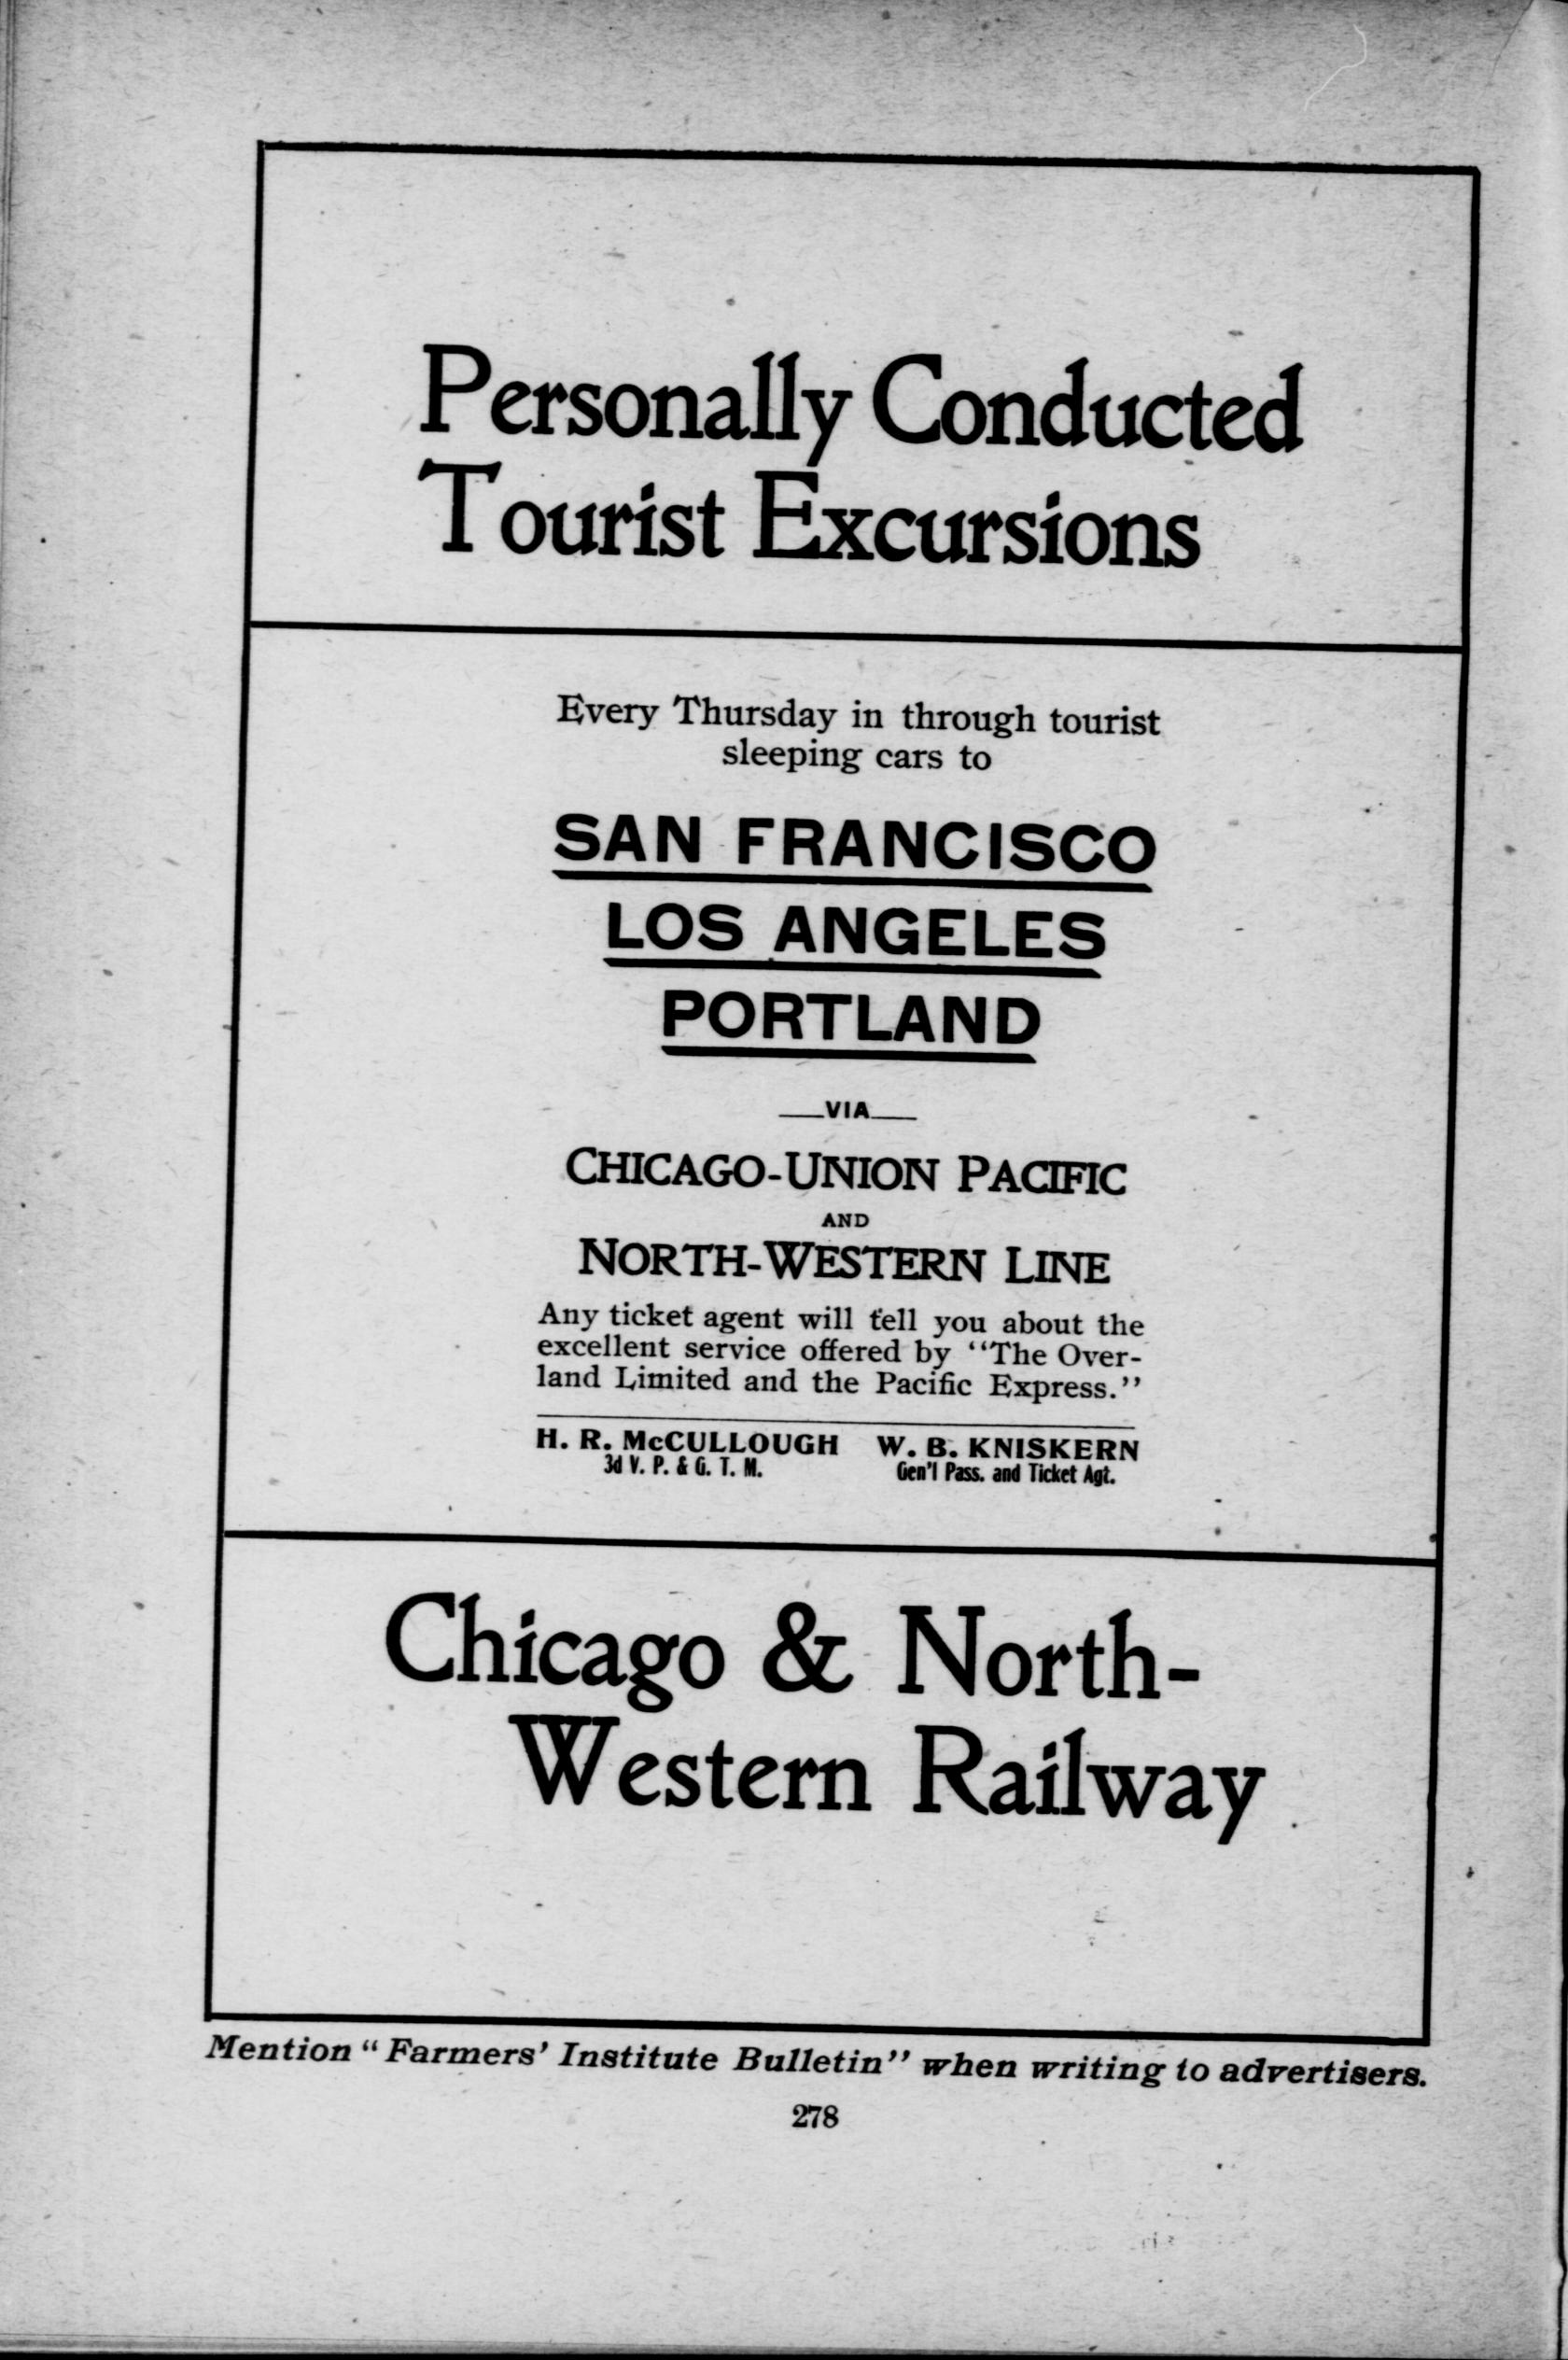 Personally Conducted
Tourist Excursions
Every Thursday in through tourist
sleeping cars to
SAN FRANCISCO
LOS ANGELES
PORTLAND
VIA
CHICAGO-UNION PACIFIC
AND
NORTH-WESTERN LINE
Any ticket agent will tell you about the
excellent service offered by "The Over-
land Limited and the Pacific Express."
H. R. McCULLOUGH W. B. KNISKERN
3d V. P. & G. T. M. Gen'l Pass. and Ticket Agt.
Chicago & North-
Western Railway
Mention "Farmers' Institute Bulletin" when writing to advertisers.
278